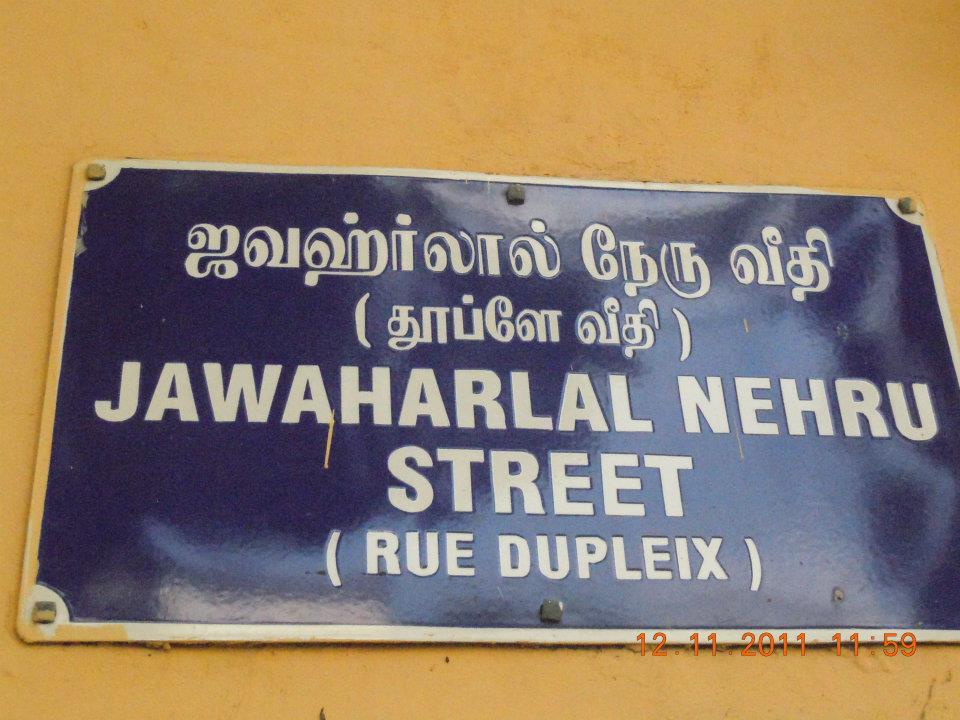 ஜவஹர்லால் நேரு வீதி
( தூப்ளே வீதி )
JAWAHARLAL NEHRU
STREET
( RUE DUPLEIX )
12.11.2011 11:59